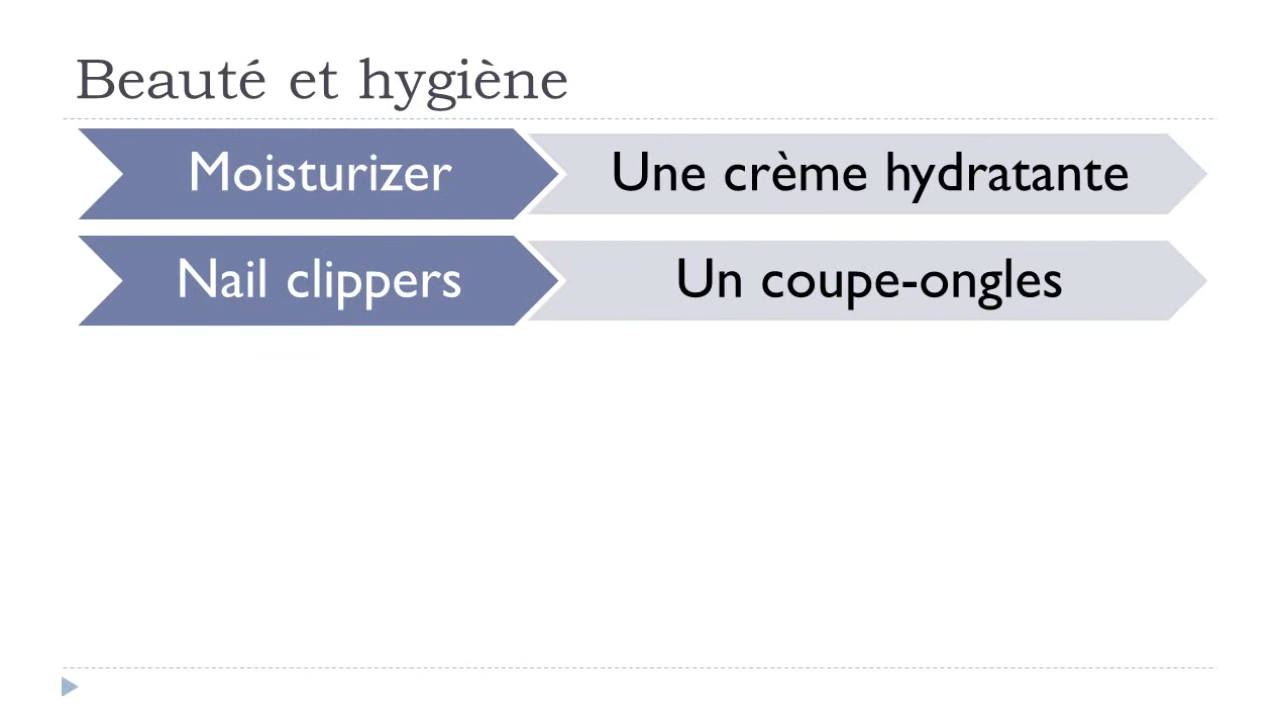 Beauté et hygiène
Moisturizer
Une crème hydratante
Nail clippers
Un coupe-ongles